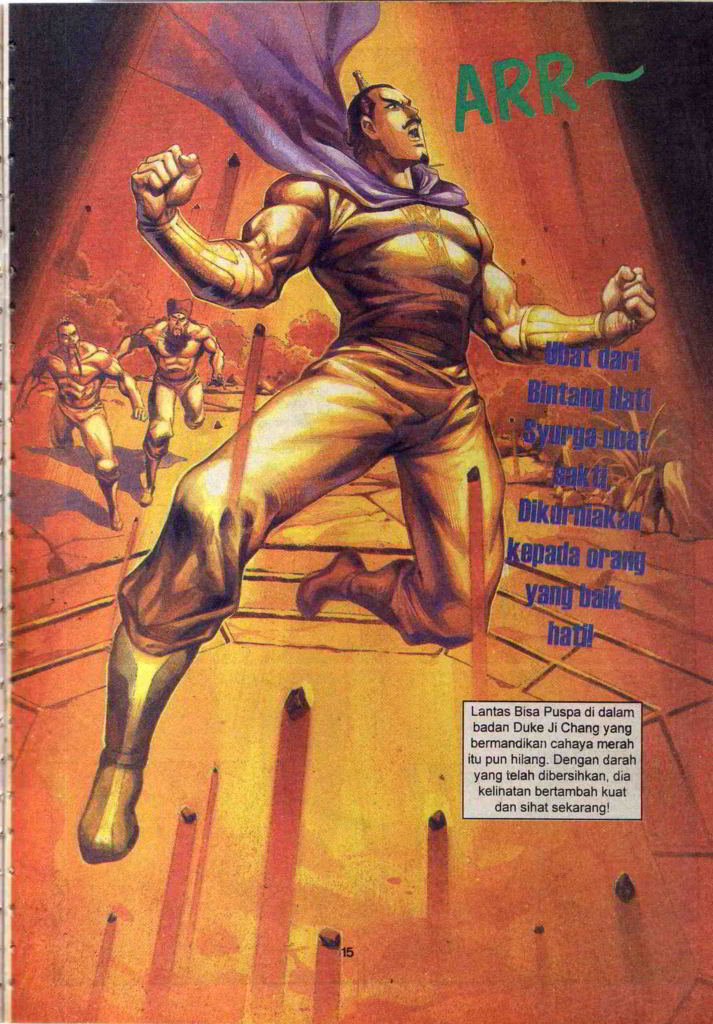 ARR~
Ubat dari
Bintang Hati
Syurga ubat
sakti.
Dikurniakan
kepada orang
yang baik
hati!
Lantas Bisa Puspa di dalam
badan Duke Ji Chang yang
bermandikan cahaya merah
itu pun hilang. Dengan darah
yang telah dibersihkan, dia
kelihatan bertambah kuat
dan sihat sekarang!
15